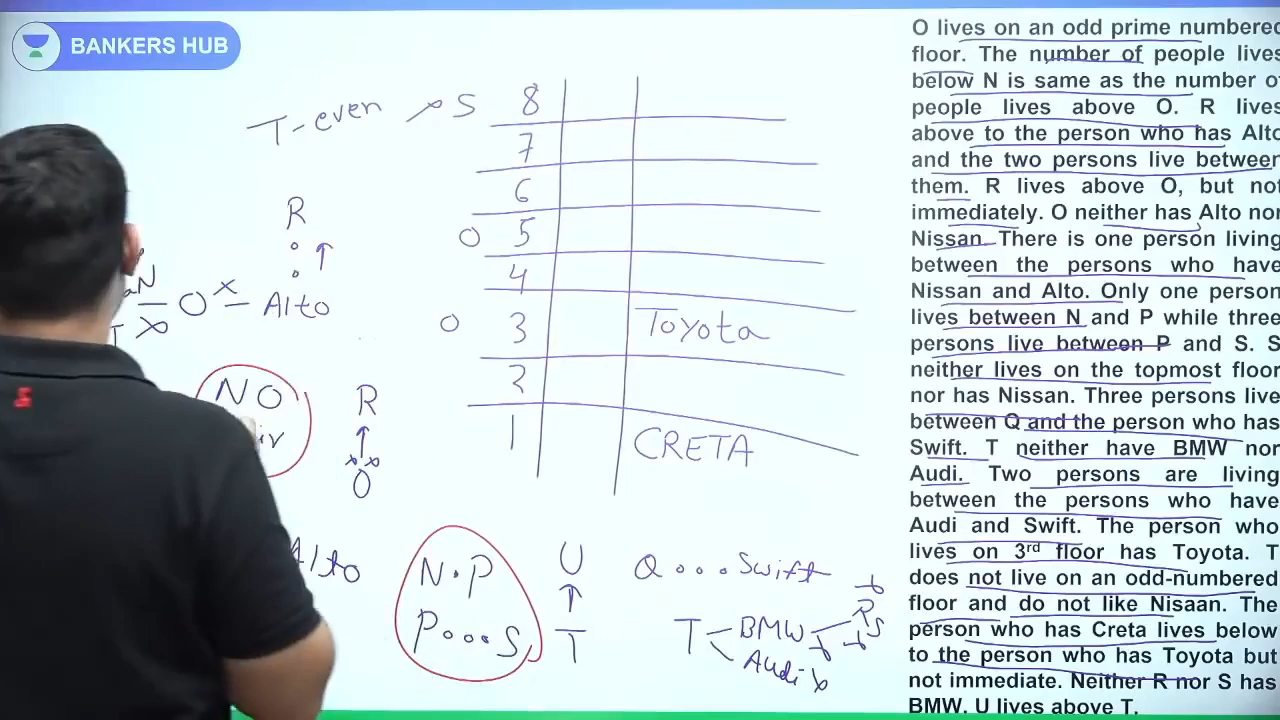 BANKERS HUB
O lives on an odd prime numbered
floor. The number of people lives
below N is same as the number o
people lives above O. R lives
above to the person who has Alto
and the two persons live between
them. R lives above O, but not
immediately. O neither has Alto nor
Nissan. There is one person living
between the persons who have
Nissan and Alto. Only one person
lives between N and P while three
persons live between P and S. S
neither lives on the topmost floor
nor has Nissan. Three persons live
between Q and the person who has
Swift. T neither have BMW nor
Audi. Two persons are living
between the persons who have
Audi and Swift. The person who
lives on 3rd floor has Toyota. T
does not live on an odd-numbered
floor and do not like Nisaan. The
person who has Creta lives below
to the person who has Toyota but
not immediate. Neither R nor S has
BMW. U lives above T.
T-even
S 8
7
6
O 5
4
O 3 Toyota
2
1 CRETA
R
O Alto
N O
R
O
Alto
N . P
P . . . S
U
T
Q . . . Swift
T BMW R S
Audi